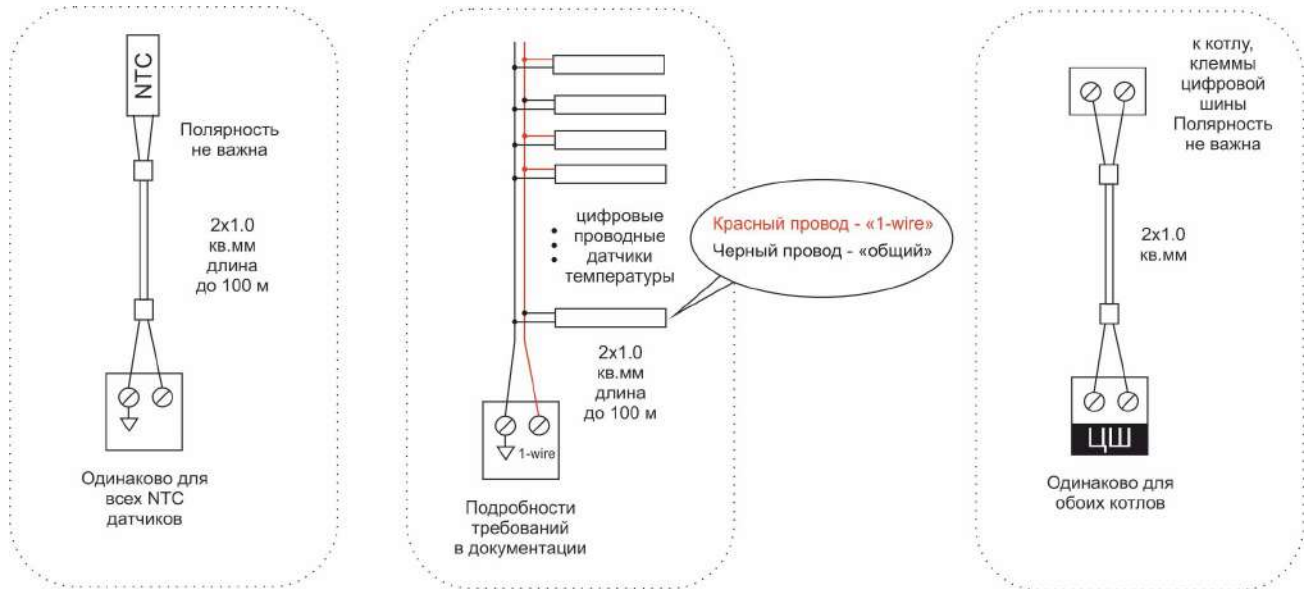 NTC
Полярность
не важна
2x1.0
кв.мм
длина
до 100 м
Одинаково для
всех NTC
датчиков
цифровые
проводные
датчики
температуры
Красный провод - «1-wire»
Черный провод - «общий»
2x1.0
кв.мм
длина
до 100 м
1-wire
Подробности
требований
в документации
к котлу,
клеммы
цифровой
шины
Полярность
не важна
2x1.0
кв.мм
ЦШ
Одинаково для
обоих котлов